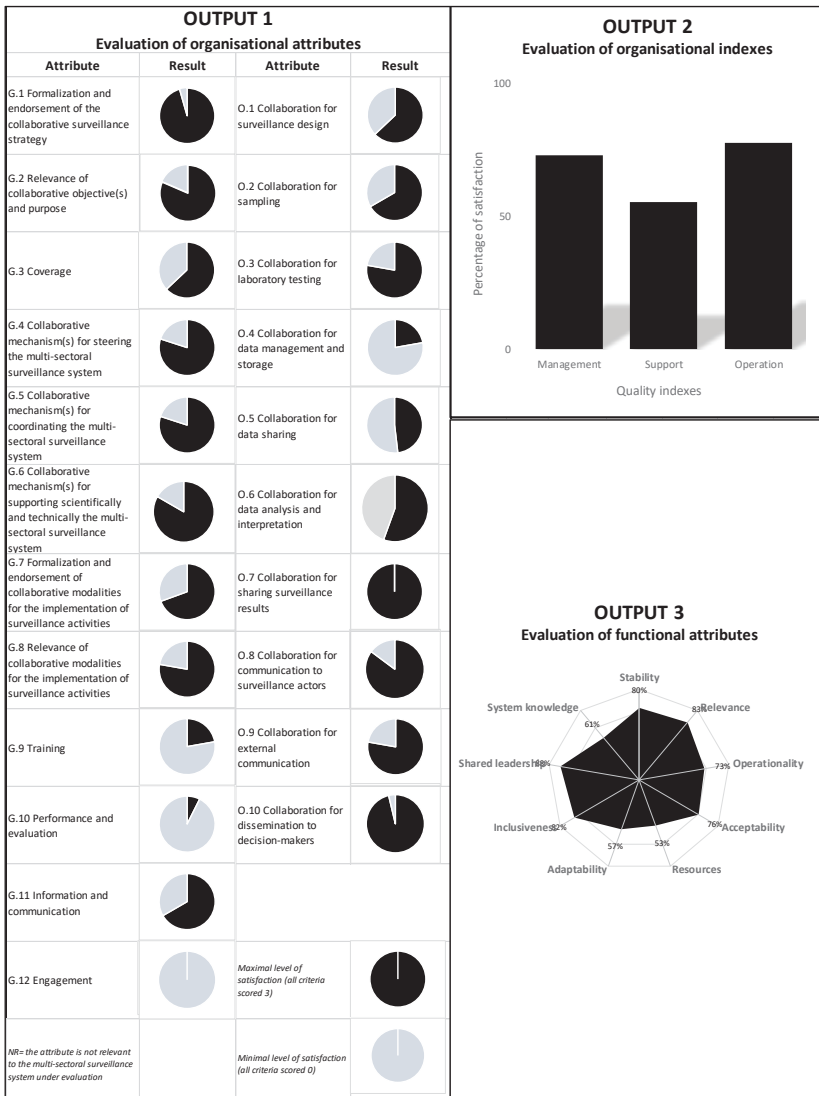 OUTPUT 1
Evaluation of organisational attributes
Attribute Result Attribute Result
G.1 Formalization and
endorsement of the
collaborative surveillance
strategy
O.1 Collaboration for
surveillance design
G.2 Relevance of
collaborative objective(s)
and purpose
O.2 Collaboration for
sampling
G.3 Coverage
O.3 Collaboration for
laboratory testing
G.4 Collaborative
mechanism(s) for steering
the multi-sectoral
surveillance system
O.4 Collaboration for
data management and
storage
G.5 Collaborative
mechanism(s) for
coordinating the multi-
sectoral surveillance
system
O.5 Collaboration for
data sharing
G.6 Collaborative
mechanism(s) for
supporting scientifically
and technically the multi-
sectoral surveillance
system
O.6 Collaboration for
data analysis and
interpretation
G.7 Formalization and
endorsement of
collaborative modalities
for the implementation of
surveillance activities
O.7 Collaboration for
sharing surveillance
results
G.8 Relevance of
collaborative modalities
for the implementation of
surveillance activities
O.8 Collaboration for
communication to
surveillance actors
G.9 Training
O.9 Collaboration for
external
communication
G.10 Performance and
evaluation
O.10 Collaboration for
dissemination to
decision-makers
G.11 Information and
communication
G.12 Engagement
Maximal level of
satisfaction (all criteria
scored 3)
NR= the attribute is not relevant
to the multi-sectoral surveillance
system under evaluation
Minimal level of satisfaction
(all criteria scored 0)
OUTPUT 2
Evaluation of organisational indexes
Percentage of satisfaction
100
50
0
Management Support Operation
Quality indexes
OUTPUT 3
Evaluation of functional attributes
Stability
80%
Relevance
83%
Operationality
73%
Acceptability
76%
Resources
53%
Adaptability
57%
Inclusiveness
82%
Shared leadership
System knowledge
61%